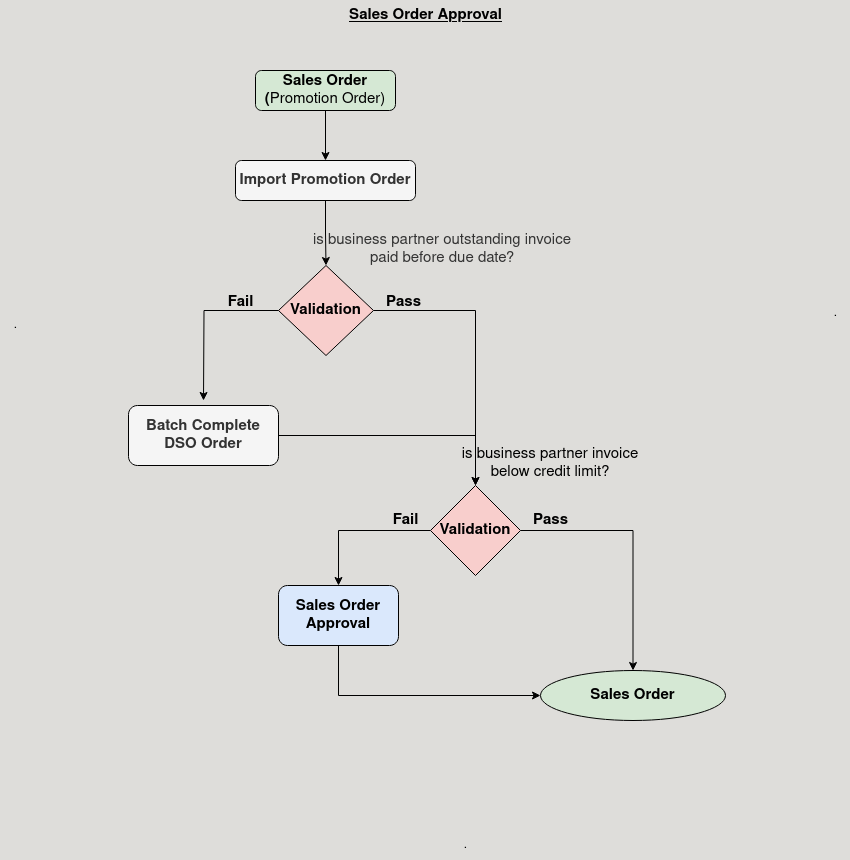 Sales Order Approval
Sales Order
(Promotion Order)
Import Promotion Order
is business partner outstanding invoice
paid before due date?
Fail
Validation
Pass
Batch Complete
DSO Order
is business partner invoice
below credit limit?
Fail
Validation
Pass
Sales Order
Approval
Sales Order